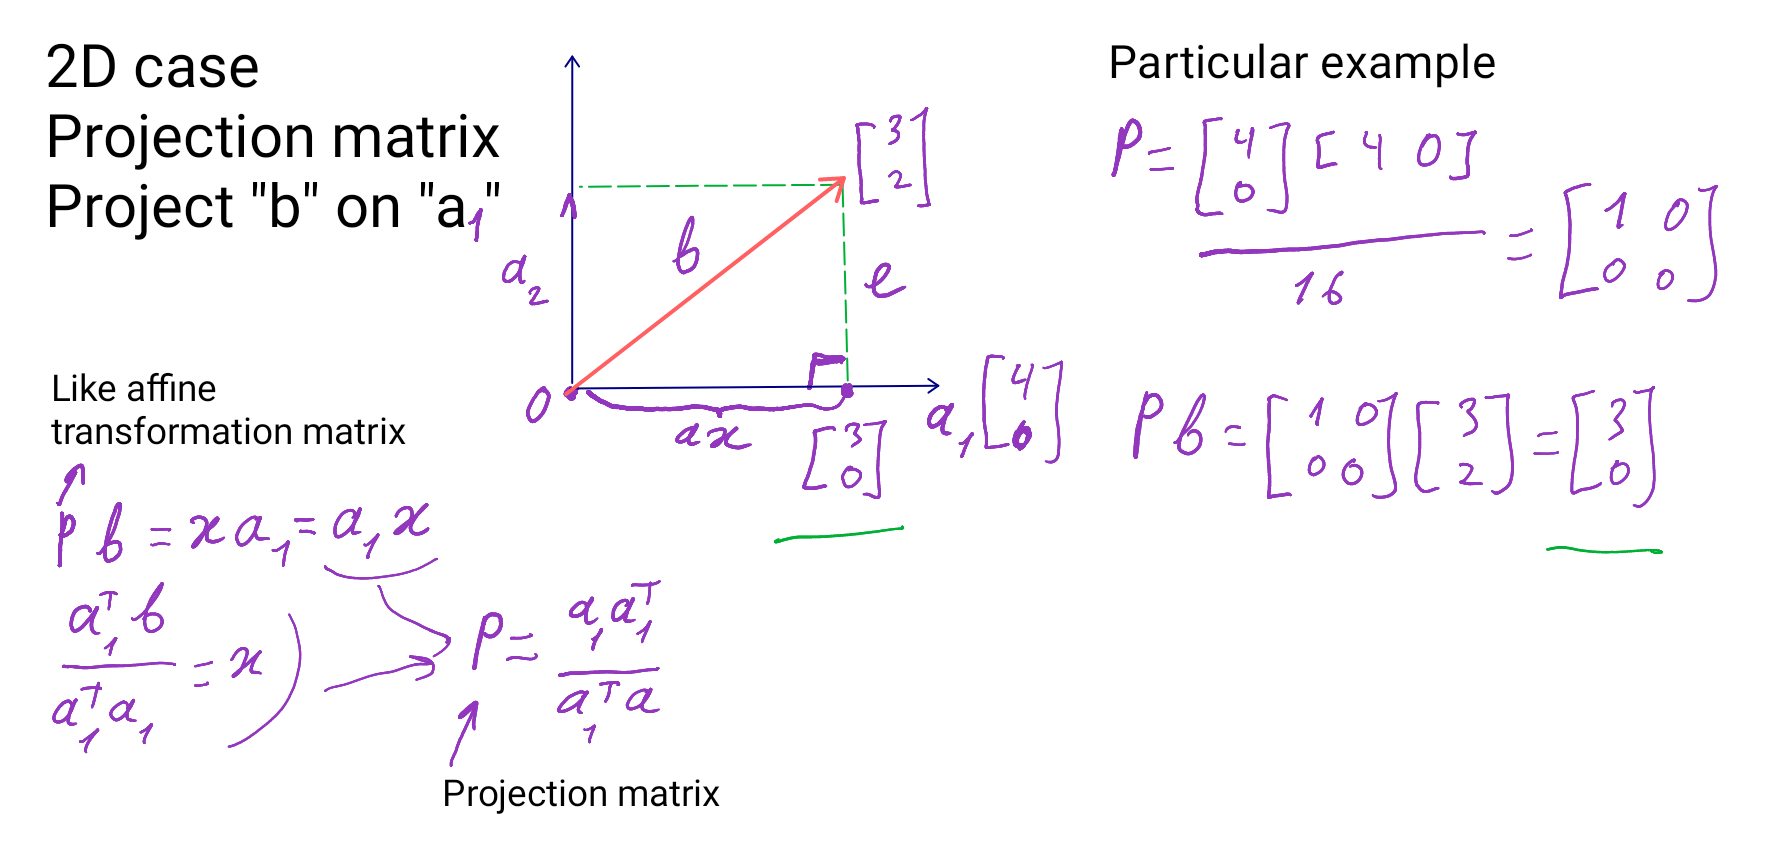 2D case
Projection matrix
Project "b" on "a₁"
[3 2]
b
a₂
e
0
ax
[3 0]
a₁ [4 0]
Like affine
transformation matrix
P b = x a₁ = a₁ x
a₁ᵀ b / a₁ᵀ a₁ = x
P = a₁ a₁ᵀ / a₁ᵀ a
Projection matrix
Particular example
P = [4 0] [4 0] / 16 = [1 0 0 0]
P b = [1 0 0 0] [3 2] = [3 0]